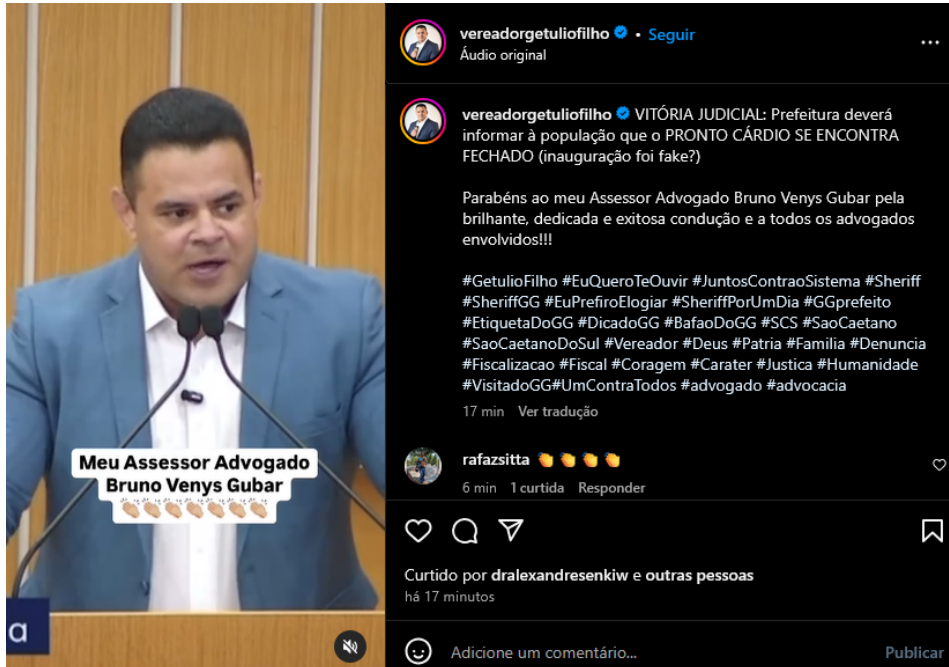 vereadorgetuliofilho • Seguir
Áudio original
vereadorgetuliofilho VITÓRIA JUDICIAL: Prefeitura deverá
informar à população que o PRONTO CÁRDIO SE ENCONTRA
FECHADO (inauguração foi fake?)
Parabéns ao meu Assessor Advogado Bruno Venys Gubar pela
brilhante, dedicada e exitosa condução e a todos os advogados
envolvidos!!!
#GetulioFilho #EuQueroTeOuvir #JuntosContraoSistema #Sheriff
#SheriffGG #EuPrefiroElogiar #SheriffPorUmDia #GGprefeito
#EtiquetaDoGG #DicadoGG #BafaoDoGG #SCS #SaoCaetano
#SaoCaetanoDoSul #Vereador #Deus #Patria #Familia #Denuncia
#Fiscalizacao #Fiscal #Coragem #Carater #Justica #Humanidade
#VisitadoGG#UmContraTodos #advogado #advocacia
17 min Ver tradução
rafazsitta 👏👏👏👏
6 min 1 curtida Responder
Curtido por dralexandresenkiw e outras pessoas
há 17 minutos
Adicione um comentário... Publicar
Meu Assessor Advogado
Bruno Venys Gubar
👏🏼👏🏼👏🏼👏🏼👏🏼👏🏼👏🏼
a